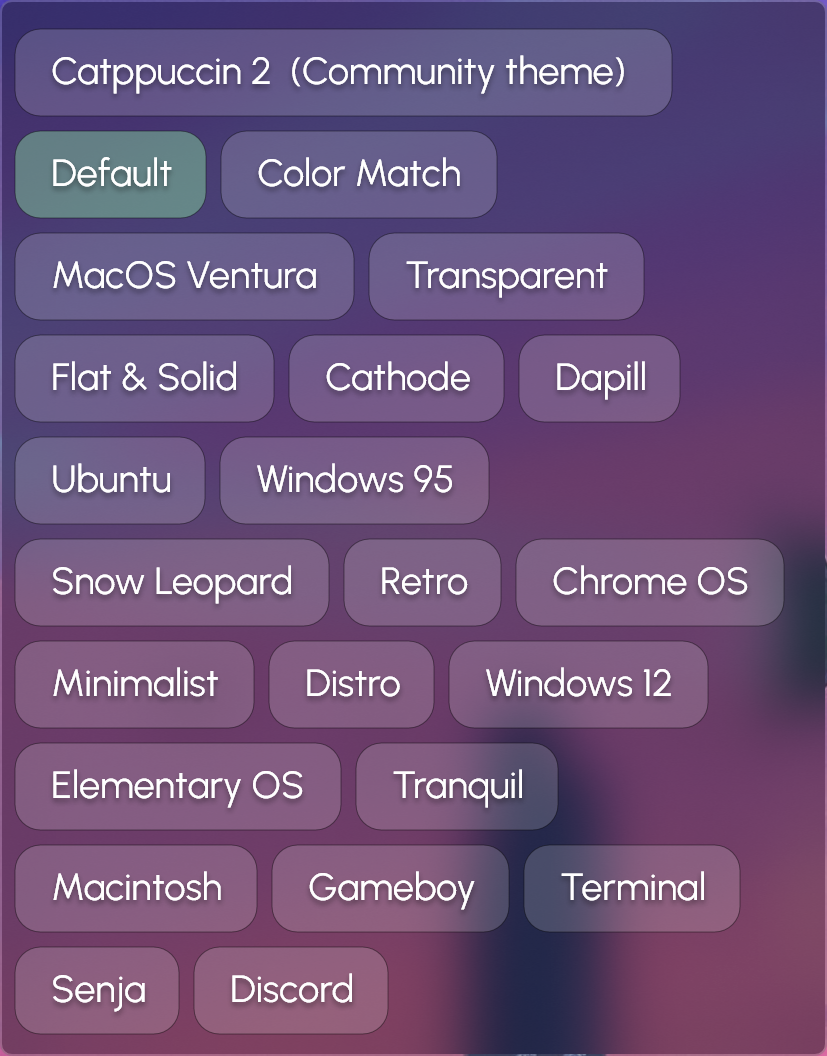 Catppuccin 2 (Community theme)
Default Color Match
MacOS Ventura Transparent
Flat & Solid Cathode Dapill
Ubuntu Windows 95
Snow Leopard Retro Chrome OS
Minimalist Distro Windows 12
Elementary OS Tranquil
Macintosh Gameboy Terminal
Senja Discord